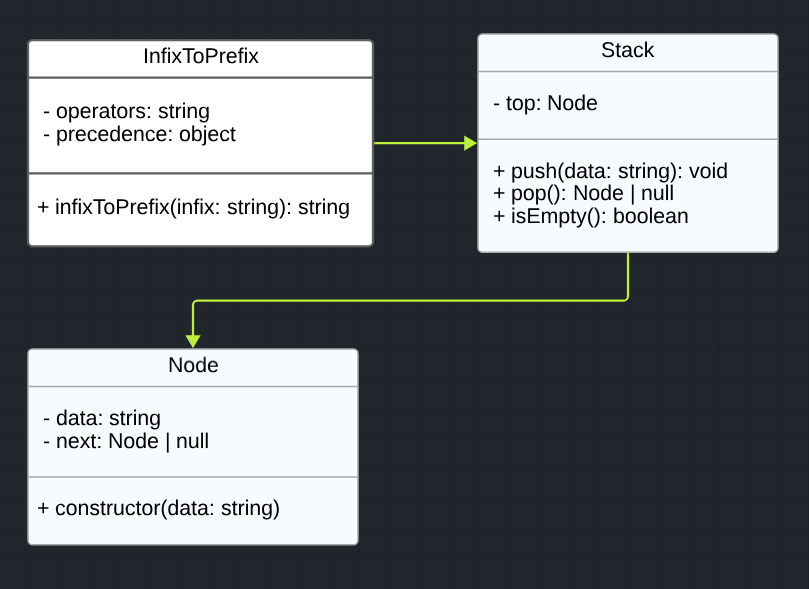 InfixToPrefix
- operators: string
- precedence: object
+ infixToPrefix(infix: string): string
Stack
- top: Node
+ push(data: string): void
+ pop(): Node | null
+ isEmpty(): boolean
Node
- data: string
- next: Node | null
+ constructor(data: string)